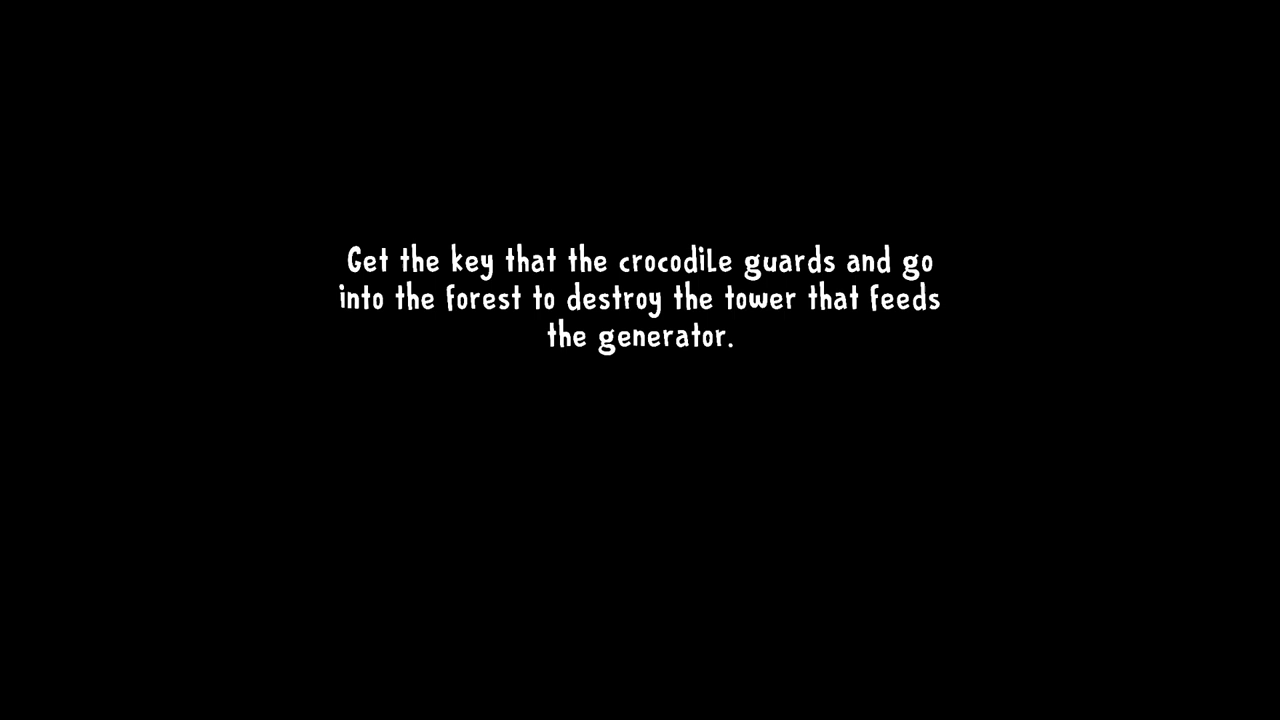 Get the key that the crocodile guards and go
into the forest to destroy the tower that feeds
the generator.